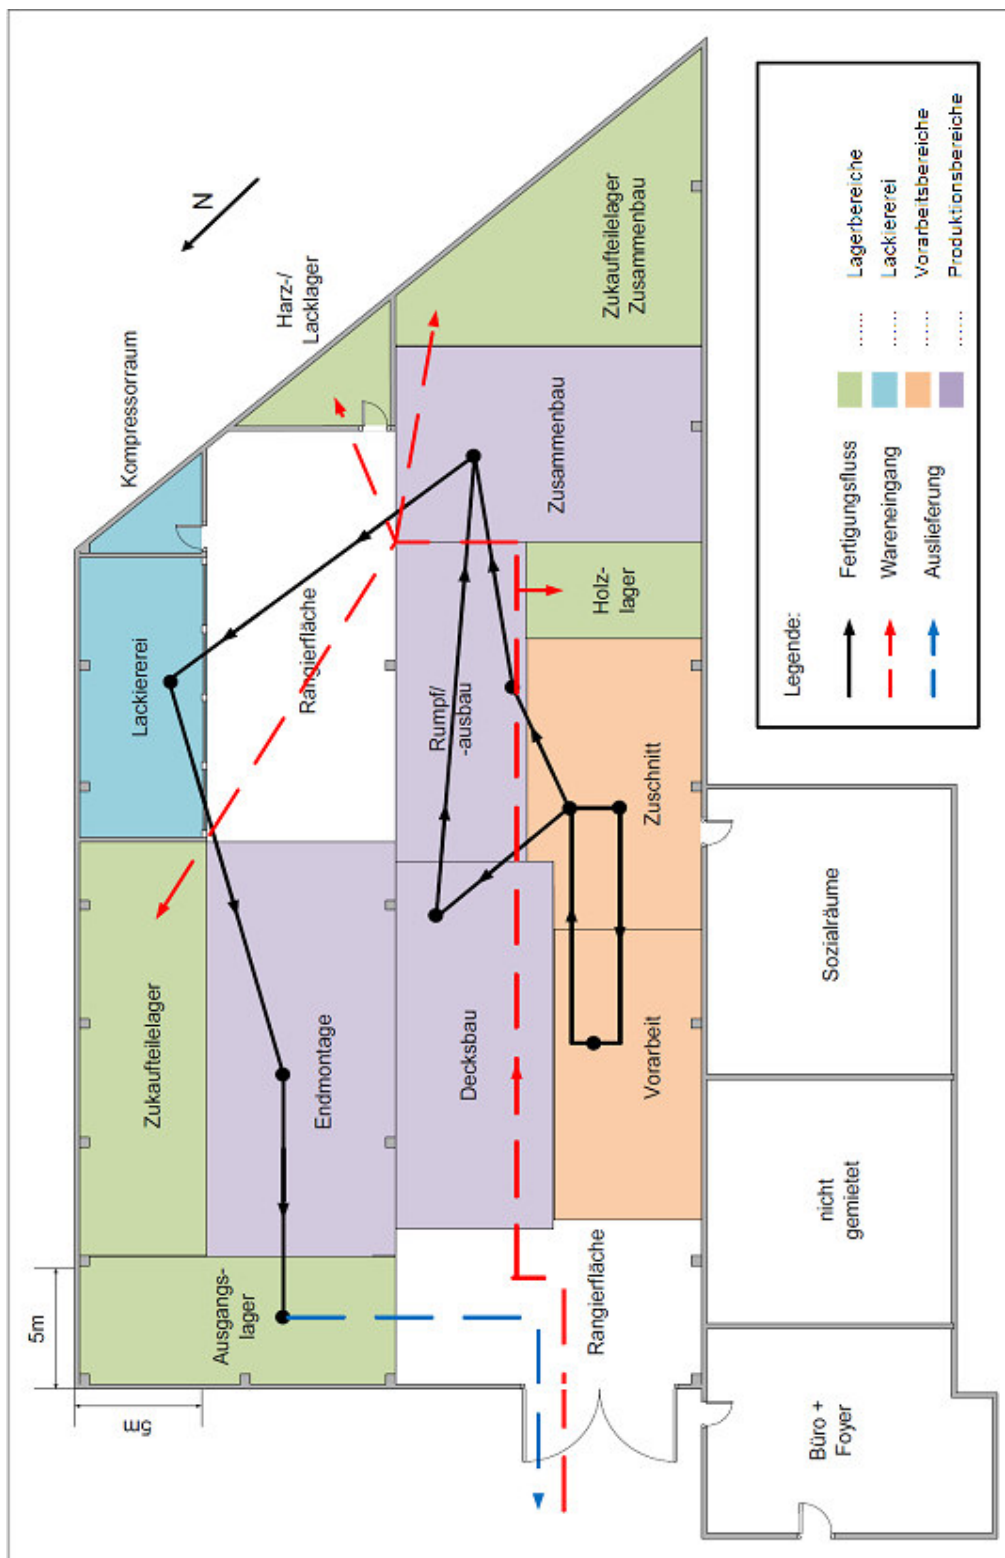 5m
5m
Ausgangs-
lager
Zukaufteilelager
Lackiererei
Kompressorraum
N
Endmontage
Rangierfläche
Harz-/
Lacklager
Decksbau
Rumpf/
-ausbau
Zusammenbau
Zukaufteilelager
Zusammenbau
Rangierfläche
Vorarbeit
Zuschnitt
Holz-
lager
Büro +
Foyer
nicht
gemietet
Sozialräume
Legende:
Fertigungsfluss
Wareneingang
Auslieferung
...... Lagerbereiche
...... Lackiererei
...... Vorarbeitsbereiche
...... Produktionsbereiche